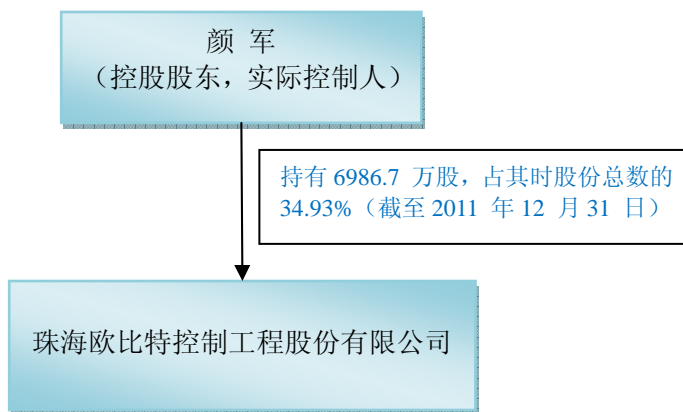 颜 军
（控股股东，实际控制人）
持有 6986.7 万股，占其时股份总数的
34.93%（截至 2011 年 12 月 31 日）
珠海欧比特控制工程股份有限公司